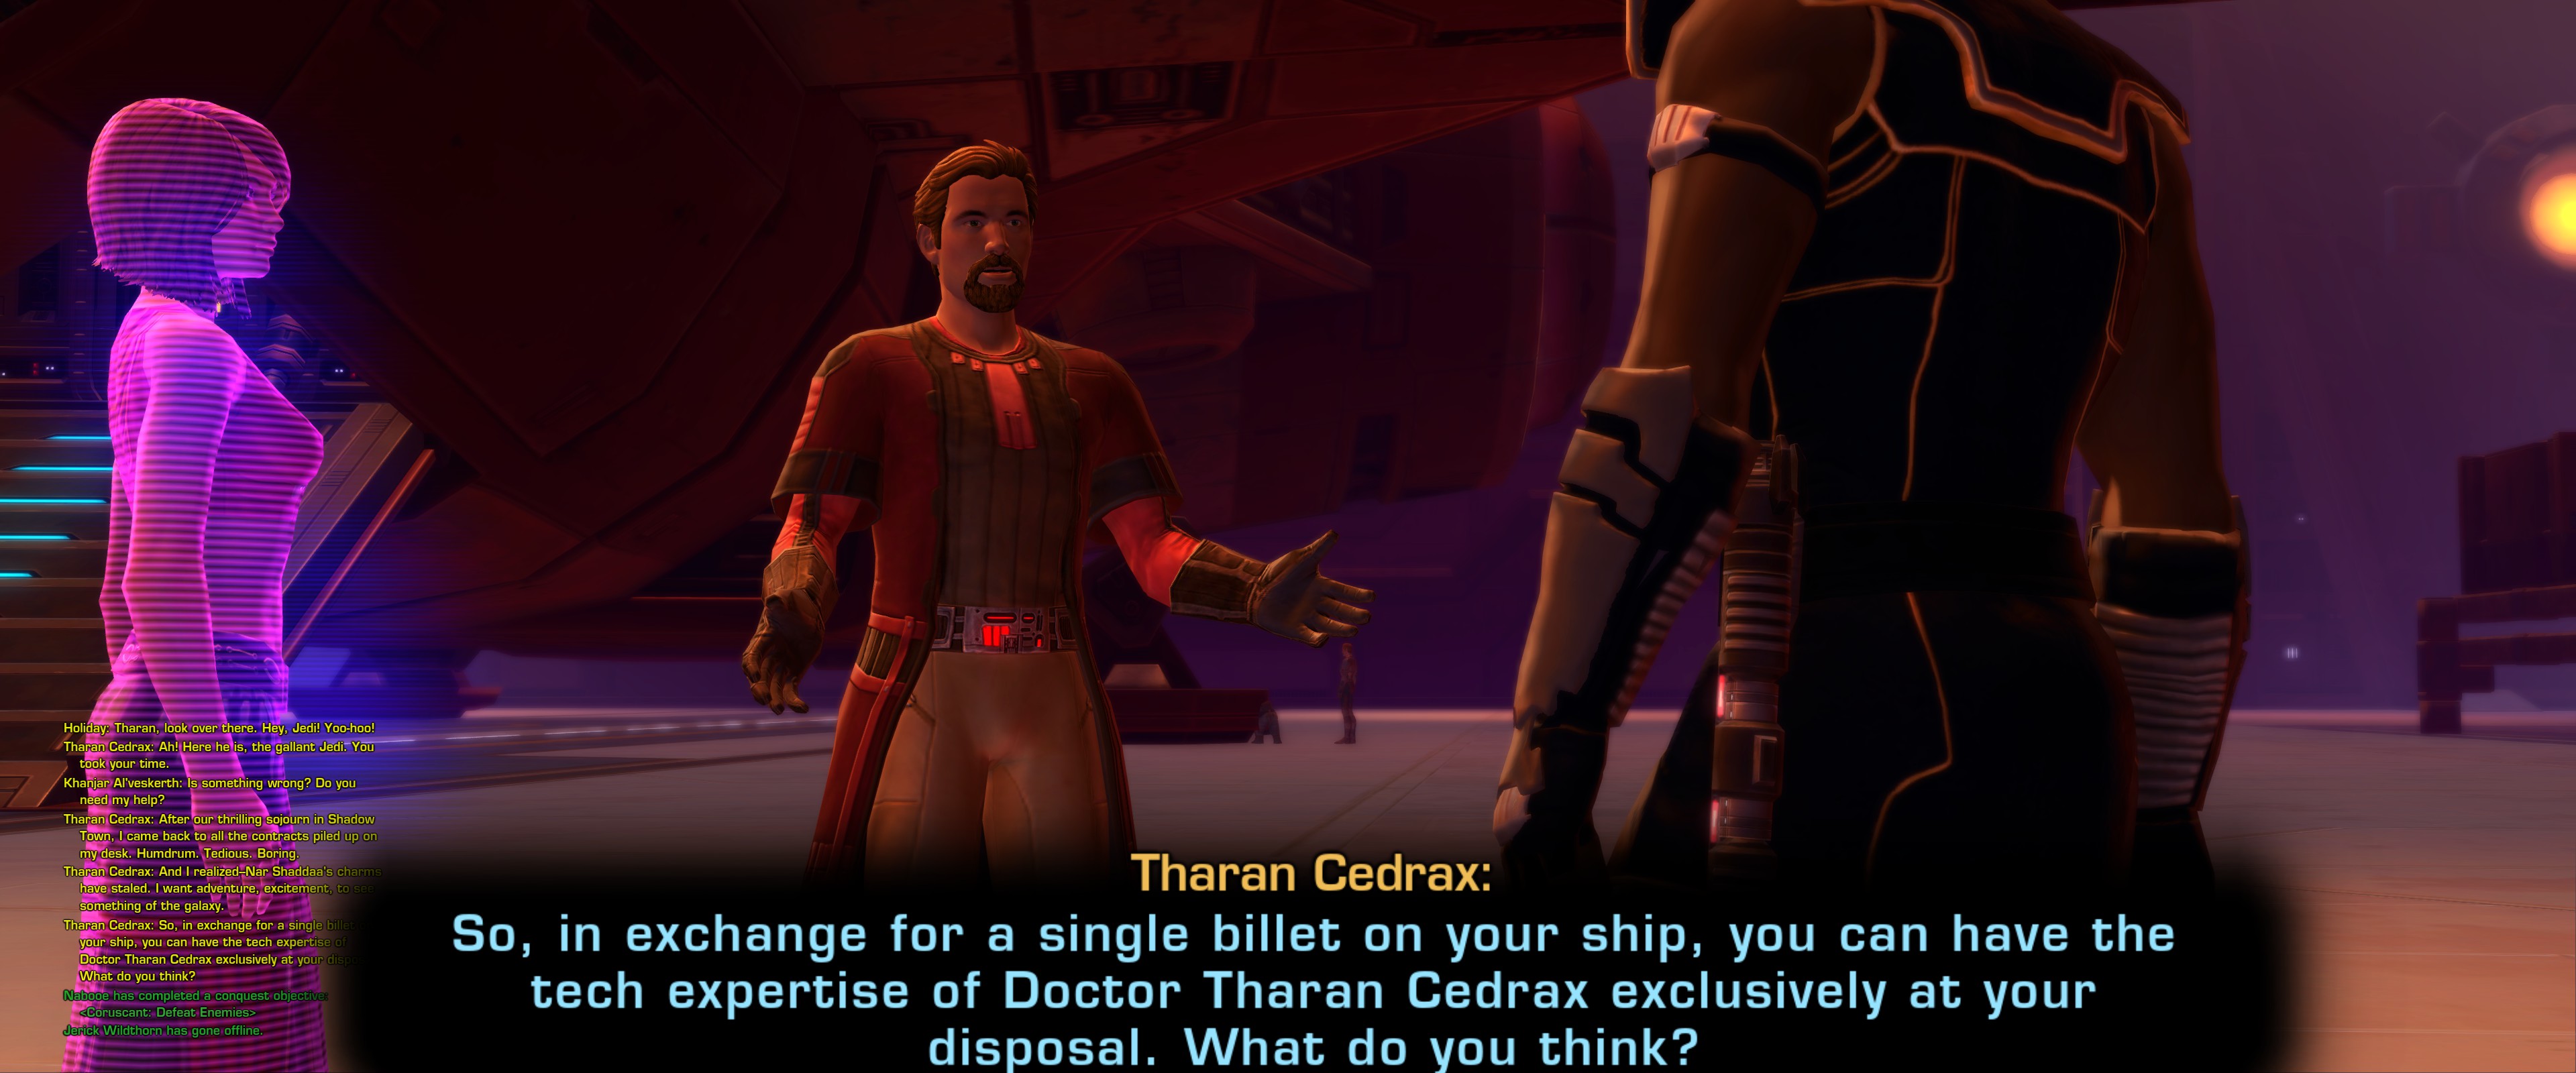 Holiday: Tharan, look over there. Hey, Jedi! Yoo-hoo!
Tharan Cedrax: Ah! Here he is, the gallant Jedi. You
took your time.
Khanjar Al'veskerth: Is something wrong? Do you
need my help?
Tharan Cedrax: After our thrilling sojourn in Shadow
Town, I came back to all the contracts piled up on
my desk. Humdrum. Tedious. Boring.
Tharan Cedrax: And I realized–Nar Shaddaa's charms
have staled. I want adventure, excitement, to see
something of the galaxy.
Tharan Cedrax: So, in exchange for a single billet
your ship, you can have the tech expertise of
Doctor Tharan Cedrax exclusively at your
What do you think?
Nabooe has completed a conquest objective:
<Coruscant: Defeat Enemies>
Jerick Wildthorn has gone offline.
Tharan Cedrax:
So, in exchange for a single billet on your ship, you can have the
tech expertise of Doctor Tharan Cedrax exclusively at your
disposal. What do you think?